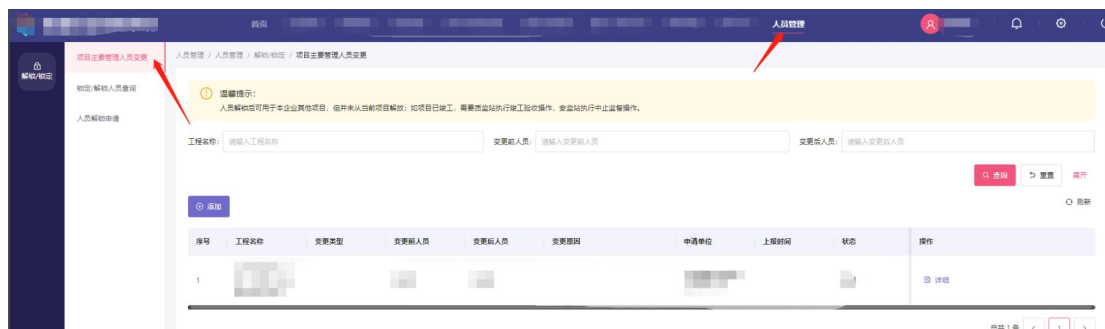 首页
人员管理
解锁/锁定
项目主要管理人员变更
锁定/解锁人员查询
人员解锁申请
人员管理 / 人员管理 / 解锁/锁定 / 项目主要管理人员变更
温馨提示：
人员解锁后可用于本企业其他项目，但并未从当前项目解放；如项目已竣工，需要质监站执行竣工验收操作，安监站执行中止监督操作。
工程名称： 请输入工程名称 变更前人员： 请输入变更前人员 变更后人员： 请输入变更后人员
查询 重置 展开
添加 刷新
序号 工程名称 变更类型 变更前人员 变更后人员 变更原因 申请单位 上报时间 状态 操作
1 详细
总共 1 条 < 1 >